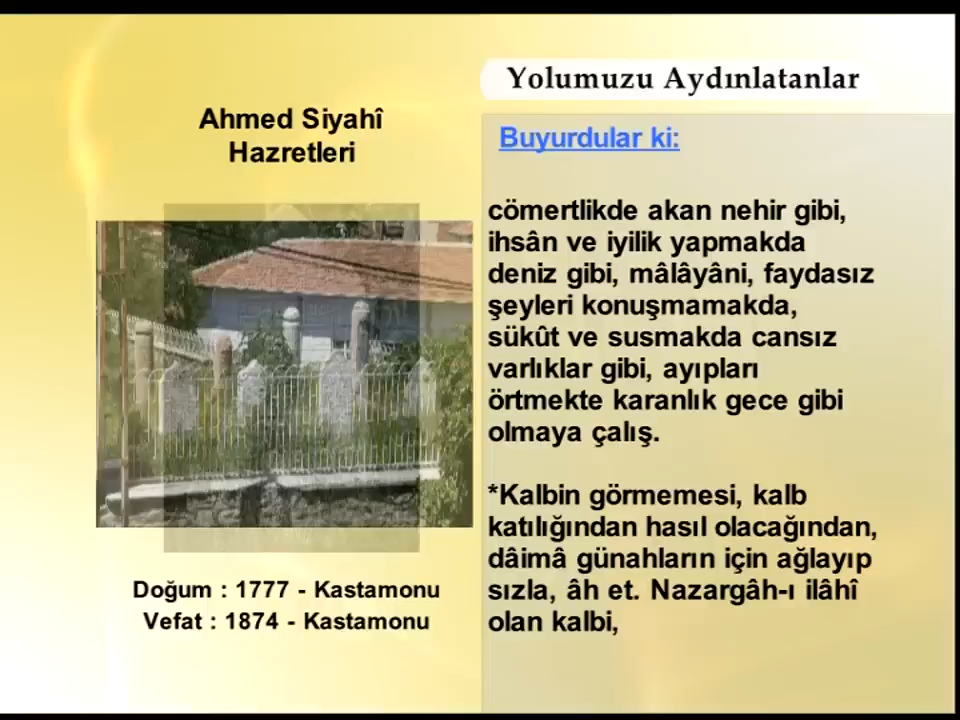 Yolumuzu Aydınlatanlar
Ahmed Siyahî
Hazretleri
Buyurdular ki:
cömertlikde akan nehir gibi,
ihsân ve iyilik yapmakda
deniz gibi, mâlâyâni, faydasız
şeyleri konuşmamakda,
sükût ve susmakda cansız
varlıklar gibi, ayıpları
örtmekte karanlık gece gibi
olmaya çalış.
*Kalbin görmemesi, kalb
katılığından hasıl olacağından,
dâimâ günahların için ağlayıp
sızla, âh et. Nazargâh-ı ilâhî
olan kalbi,
Doğum : 1777 - Kastamonu
Vefat : 1874 - Kastamonu